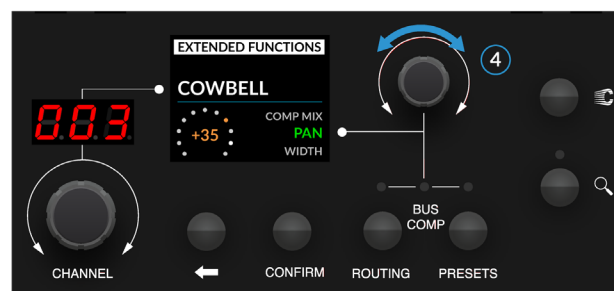 EXTENDED FUNCTIONS
4
COWBELL
003
COMP MIX
+35
PAN
WIDTH
BUS
COMP
CHANNEL
CONFIRM
ROUTING
PRESETS